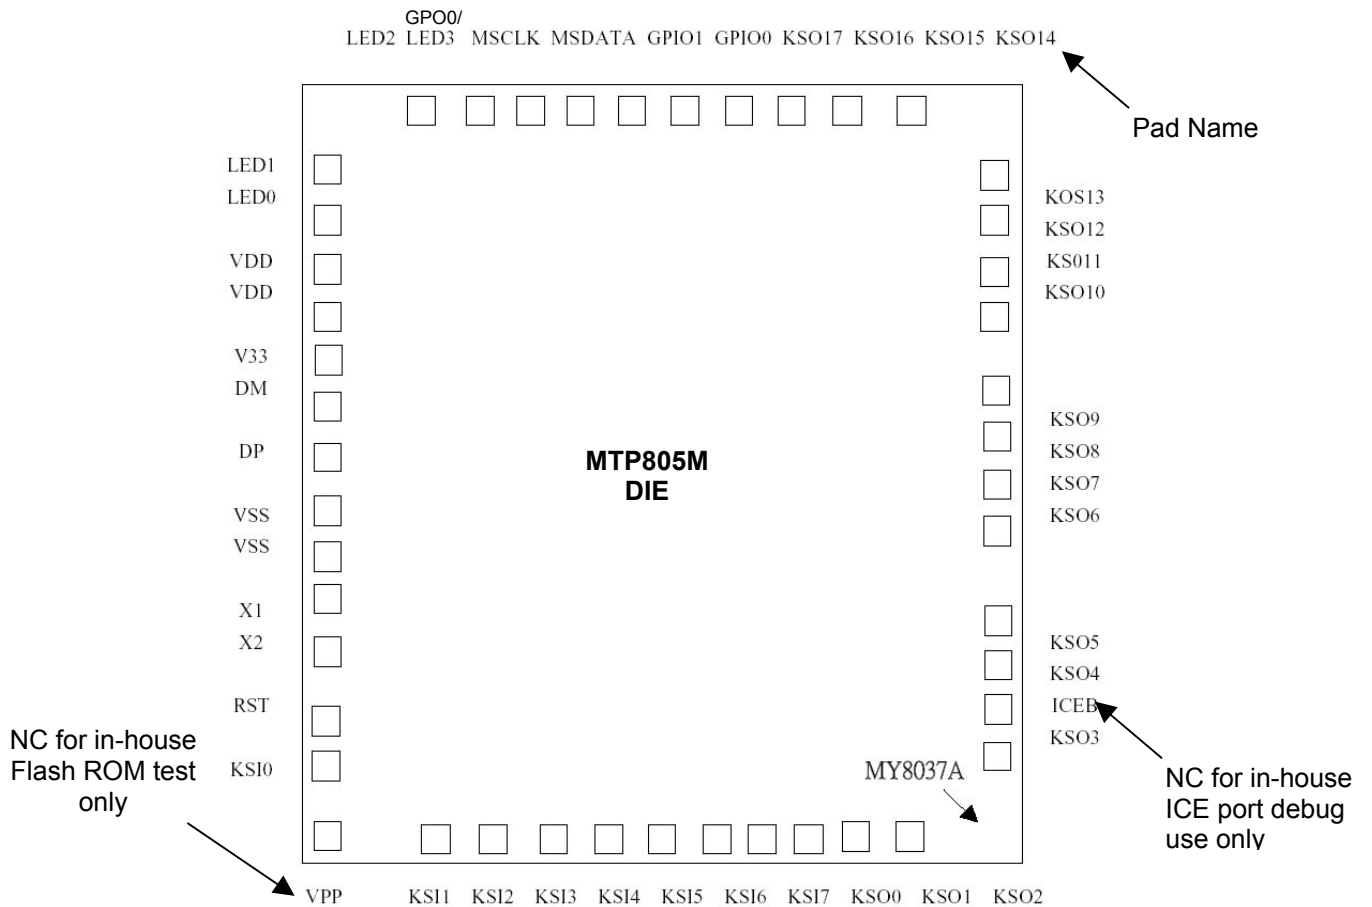 GPO0/
LED2 LED3 MSCLK MSDATA GPIO1 GPIO0 KSO17 KSO16 KSO15 KSO14
Pad Name
LED1
LED0
VDD
VDD
V33
DM
DP
VSS
VSS
X1
X2
RST
KSI0
NC for in-house
Flash ROM test
only
MTP805M
DIE
KOS13
KSO12
KS011
KSO10
KSO9
KSO8
KSO7
KSO6
KSO5
KSO4
ICEB
KSO3
MY8037A
NC for in-house
ICE port debug
use only
VPP KSI1 KSI2 KSI3 KSI4 KSI5 KSI6 KSI7 KSO0 KSO1 KSO2